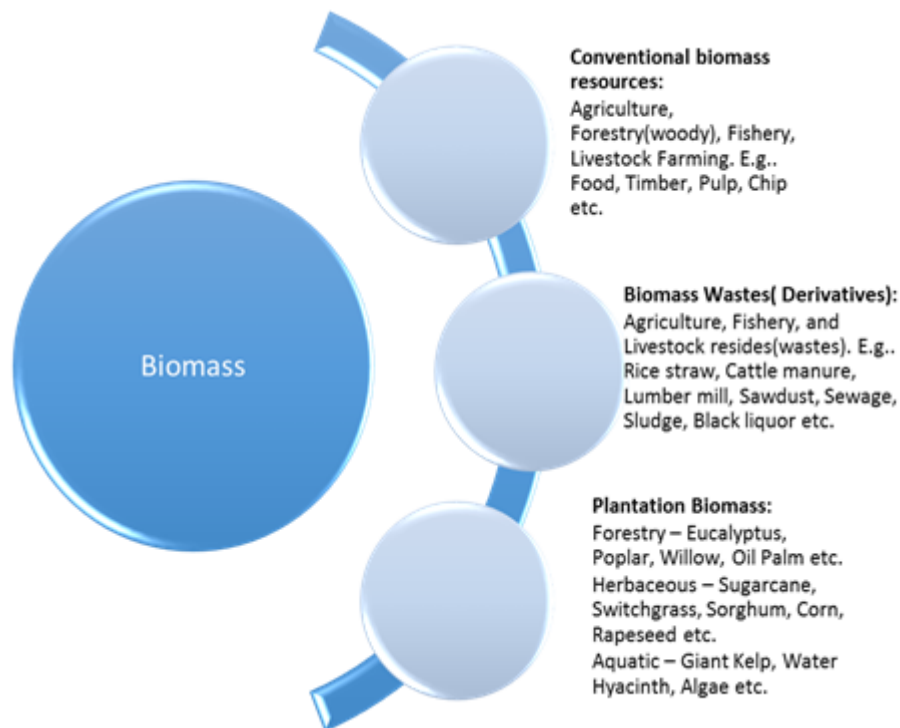 Biomass
Conventional biomass
resources:
Agriculture,
Forestry(woody), Fishery,
Livestock Farming. E.g..
Food, Timber, Pulp, Chip
etc.
Biomass Wastes( Derivatives):
Agriculture, Fishery, and
Livestock resides(wastes). E.g..
Rice straw, Cattle manure,
Lumber mill, Sawdust, Sewage,
Sludge, Black liquor etc.
Plantation Biomass:
Forestry – Eucalyptus,
Poplar, Willow, Oil Palm etc.
Herbaceous – Sugarcane,
Switchgrass, Sorghum, Corn,
Rapeseed etc.
Aquatic – Giant Kelp, Water
Hyacinth, Algae etc.